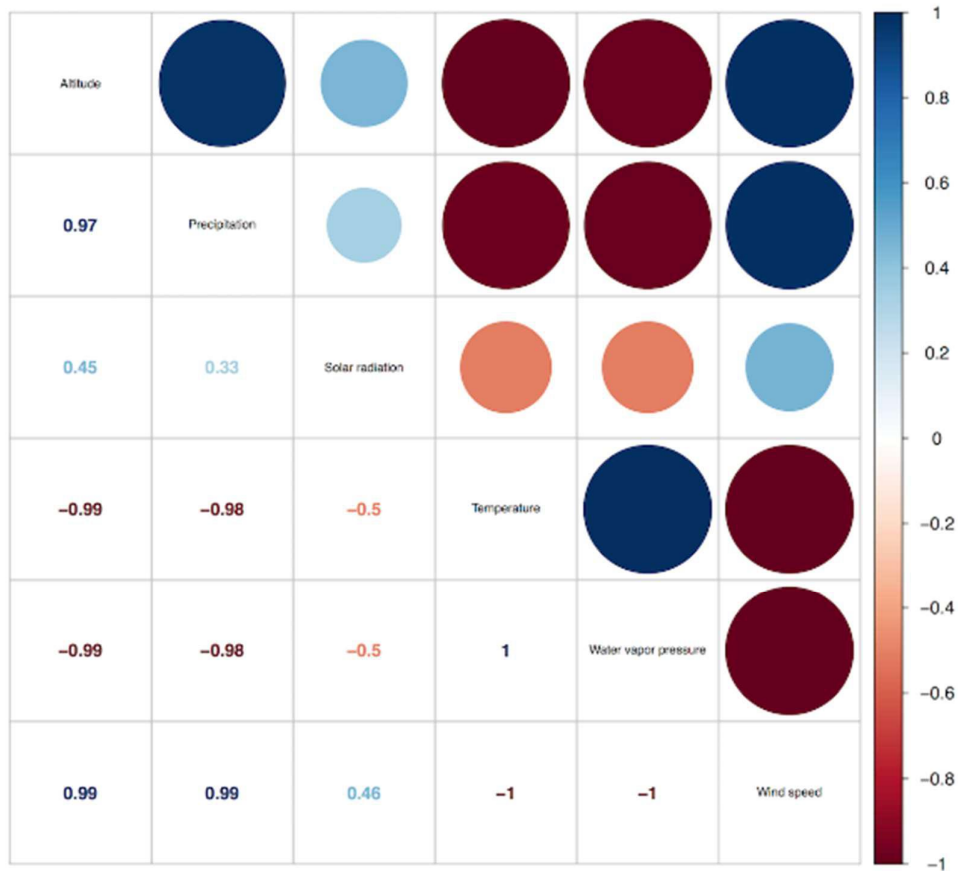 Altitude
0.97 Precipitation
0.45 0.33 Solar radiation
−0.99 −0.98 −0.5 Temperature
−0.99 −0.98 −0.5 1 Water vapor pressure
0.99 0.99 0.46 −1 −1 Wind speed
1
0.8
0.6
0.4
0.2
0
−0.2
−0.4
−0.6
−0.8
−1